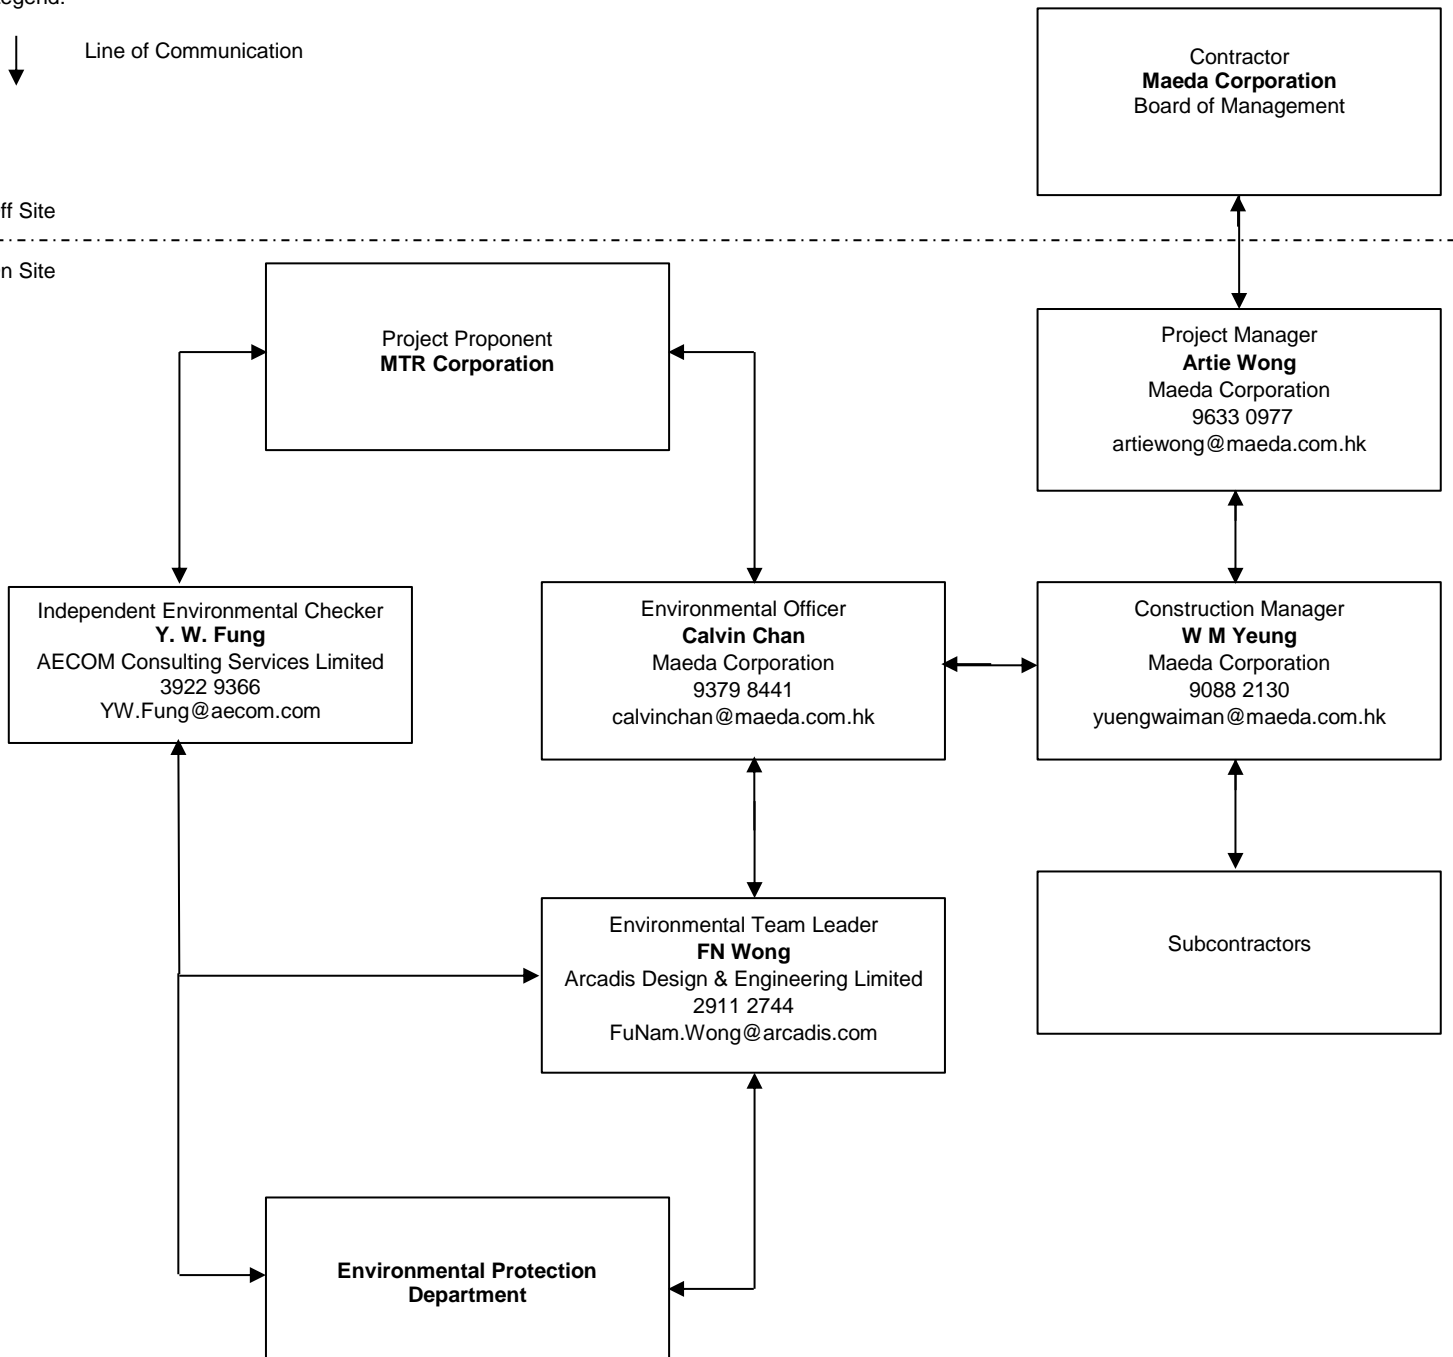 Legend:
Line of Communication
Contractor
Maeda Corporation
Board of Management
ff Site
n Site
Project Proponent
MTR Corporation
Project Manager
Artie Wong
Maeda Corporation
9633 0977
artiewong@maeda.com.hk
Independent Environmental Checker
Y. W. Fung
AECOM Consulting Services Limited
3922 9366
YW.Fung@aecom.com
Environmental Officer
Calvin Chan
Maeda Corporation
9379 8441
calvinchan@maeda.com.hk
Construction Manager
W M Yeung
Maeda Corporation
9088 2130
yuengwaiman@maeda.com.hk
Environmental Team Leader
FN Wong
Arcadis Design & Engineering Limited
2911 2744
FuNam.Wong@arcadis.com
Subcontractors
Environmental Protection
Department